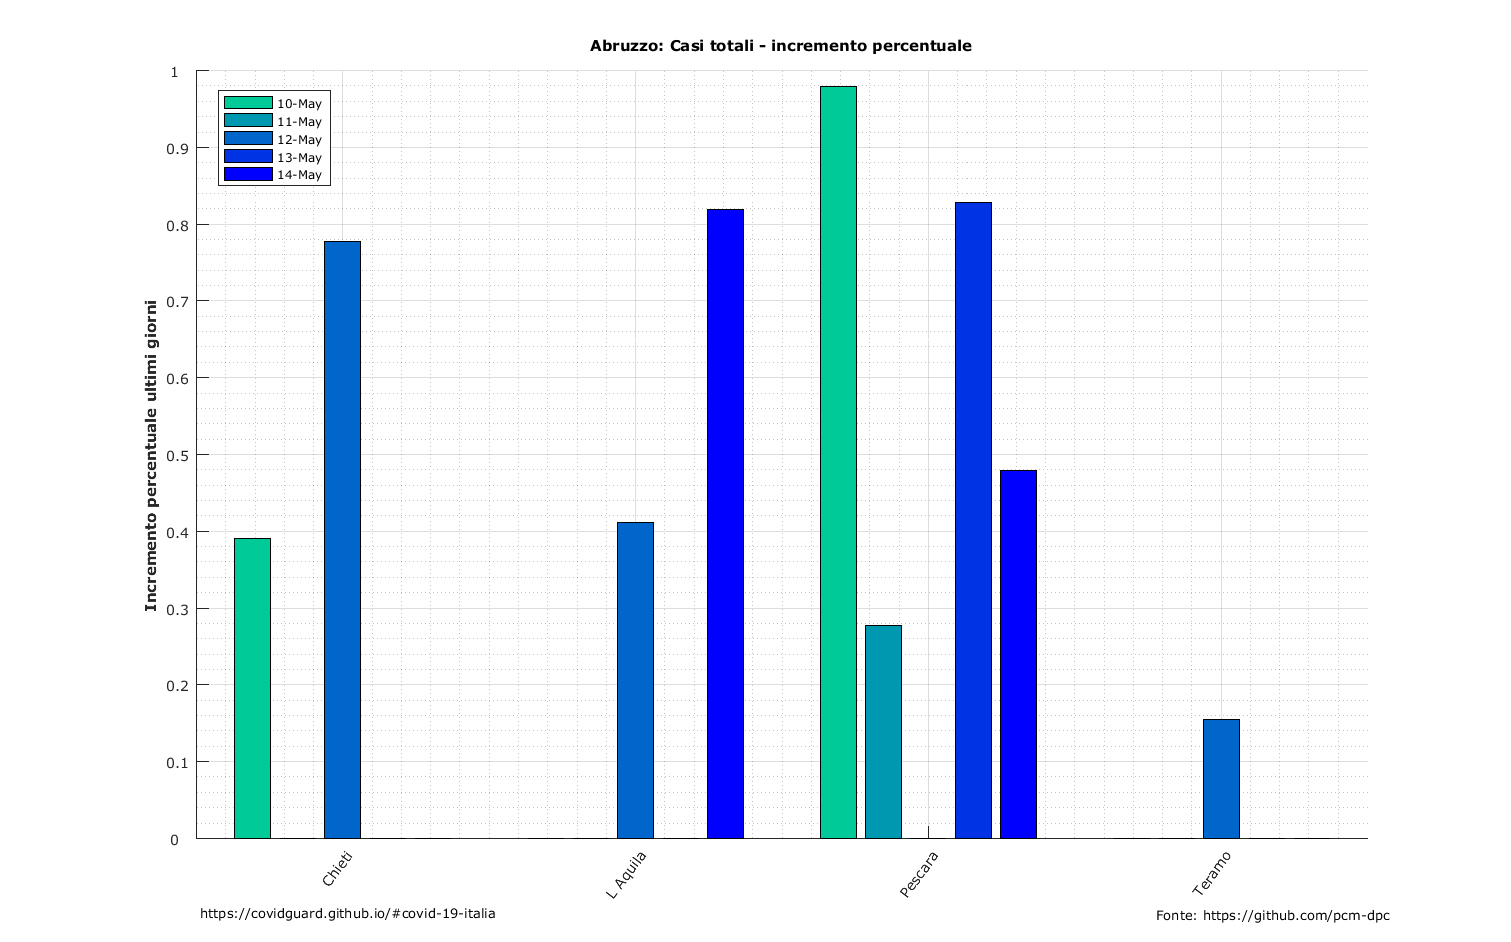 Abruzzo: Casi totali - incremento percentuale
1
0.9
0.8
0.7
0.6
0.5
0.4
0.3
0.2
0.1
0
Incremento percentuale ultimi giorni
10-May
11-May
12-May
13-May
14-May
Chieti
L Aquila
Pescara
Teramo
https://covidguard.github.io/#covid-19-italia
Fonte: https://github.com/pcm-dpc